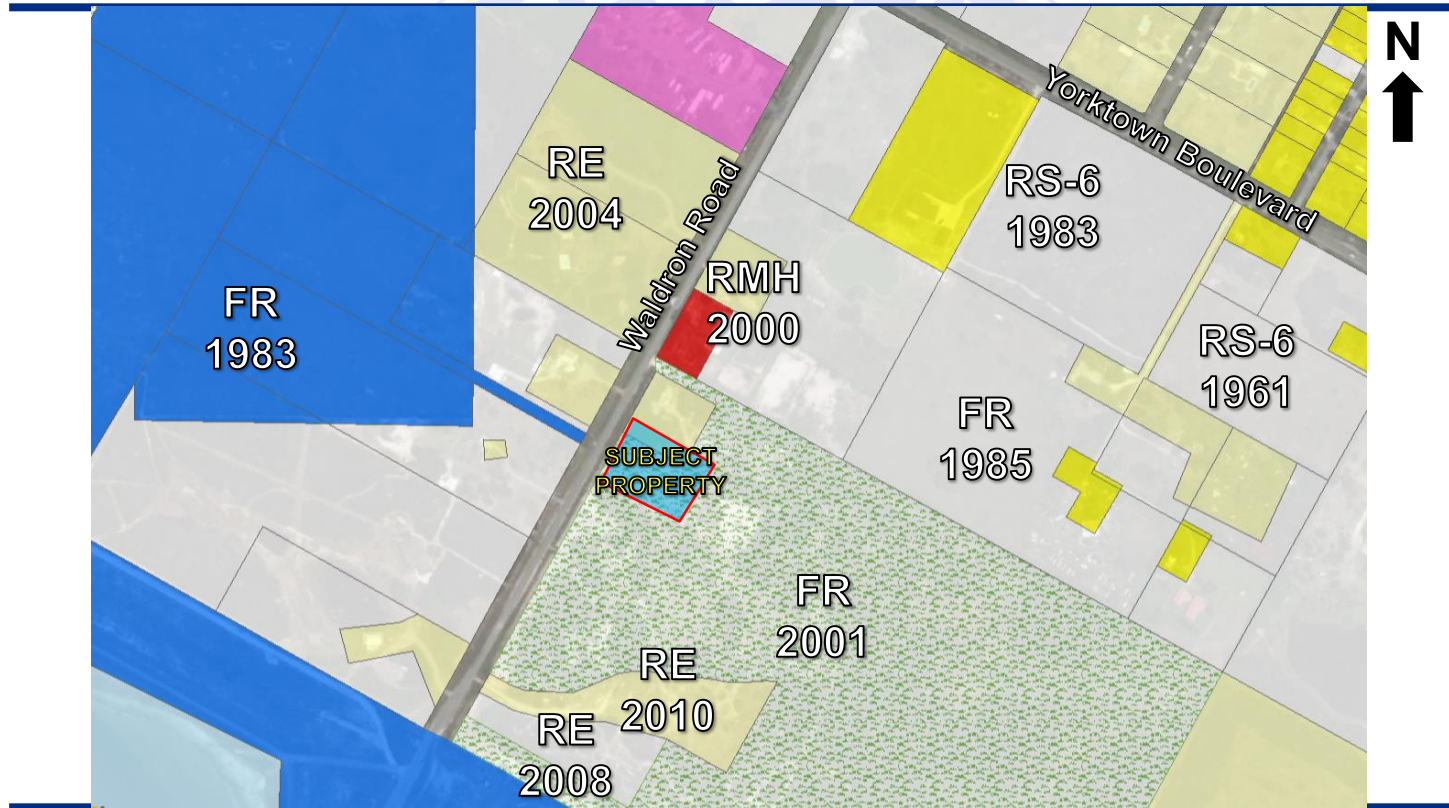 N
Yorktown Boulevard
RE
2004
RS-6
1983
Waldron Road
RMH
2000
FR
1983
RS-6
1961
FR
1985
SUBJECT
PROPERTY
FR
2001
RE
2010
RE
2008